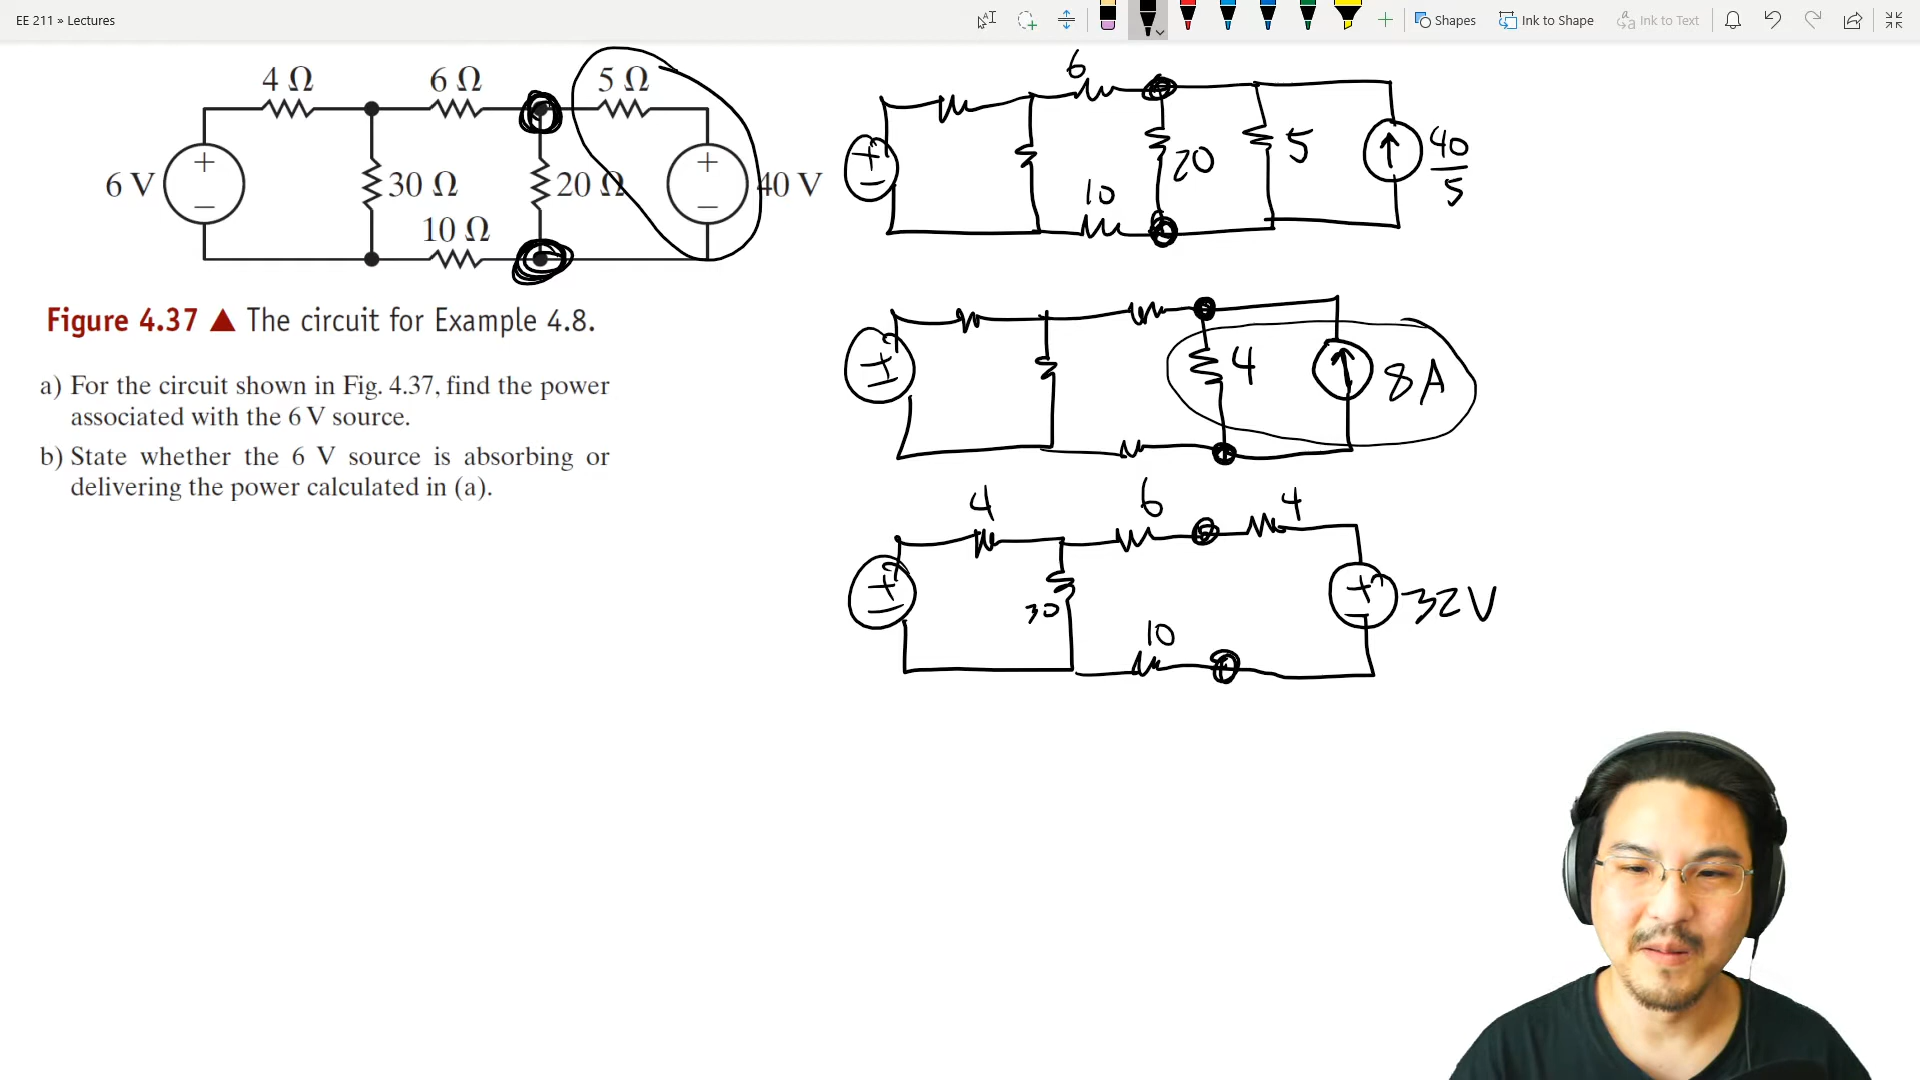 EE 211 » Lectures
Shapes
Ink to Shape
Ink to Text
4 Ω
6 Ω
5 Ω
6 V
+
−
30 Ω
20 Ω
+
−
40 V
10 Ω
Figure 4.37 ▲ The circuit for Example 4.8.
a) For the circuit shown in Fig. 4.37, find the power
associated with the 6 V source.
b) State whether the 6 V source is absorbing or
delivering the power calculated in (a).
6
+
−
20
5
40
5
10
+
−
4
8A
4
6
4
+
−
30
+
−
32V
10